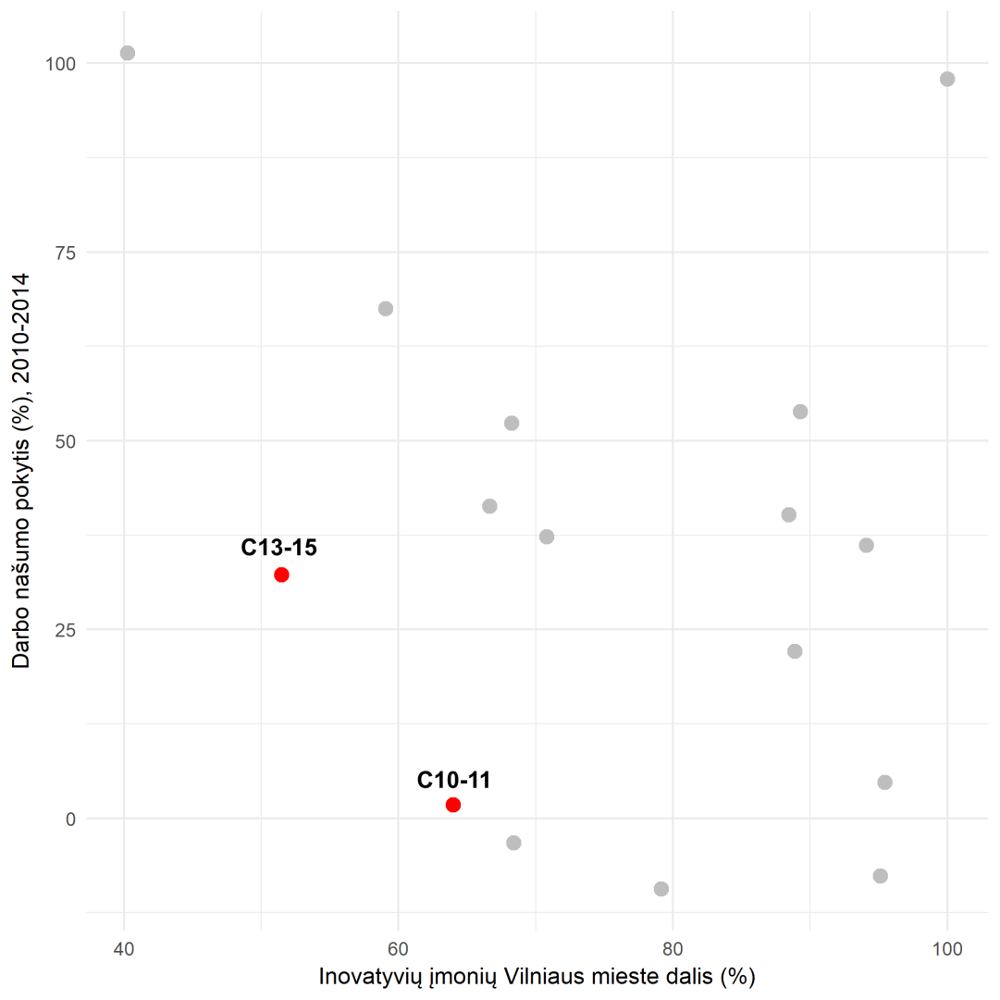 100
75
50
25
0
Darbo našumo pokytis (%), 2010-2014
C13-15
C10-11
40 60 80 100
Inovatyvių įmonių Vilniaus mieste dalis (%)